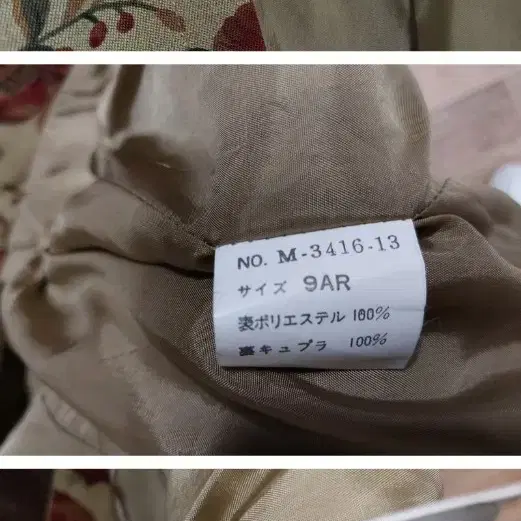 NO. M-3416-13
サイズ 9AR
表ポリエステル 100%
裏キュプラ 100%